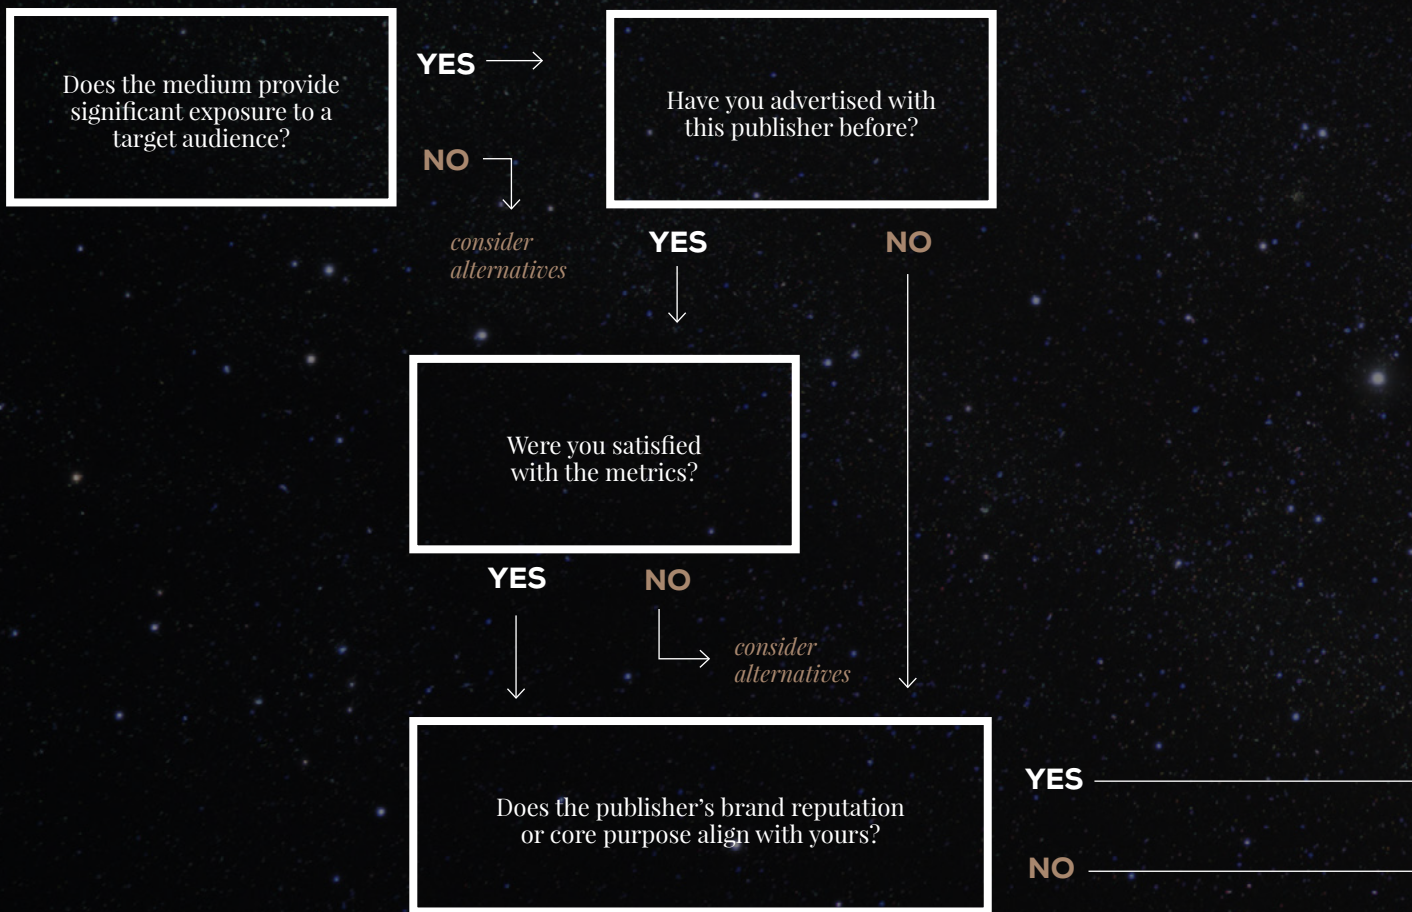 Does the medium provide
significant exposure to a
target audience?
YES
NO
consider
alternatives
Have you advertised with
this publisher before?
YES
NO
Were you satisfied
with the metrics?
YES
NO
consider
alternatives
Does the publisher’s brand reputation
or core purpose align with yours?
YES
NO